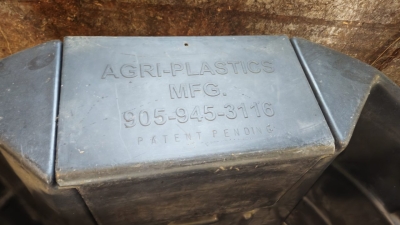 AGRI-PLASTICS
MFG.
905-945-3116
PATENT PENDING